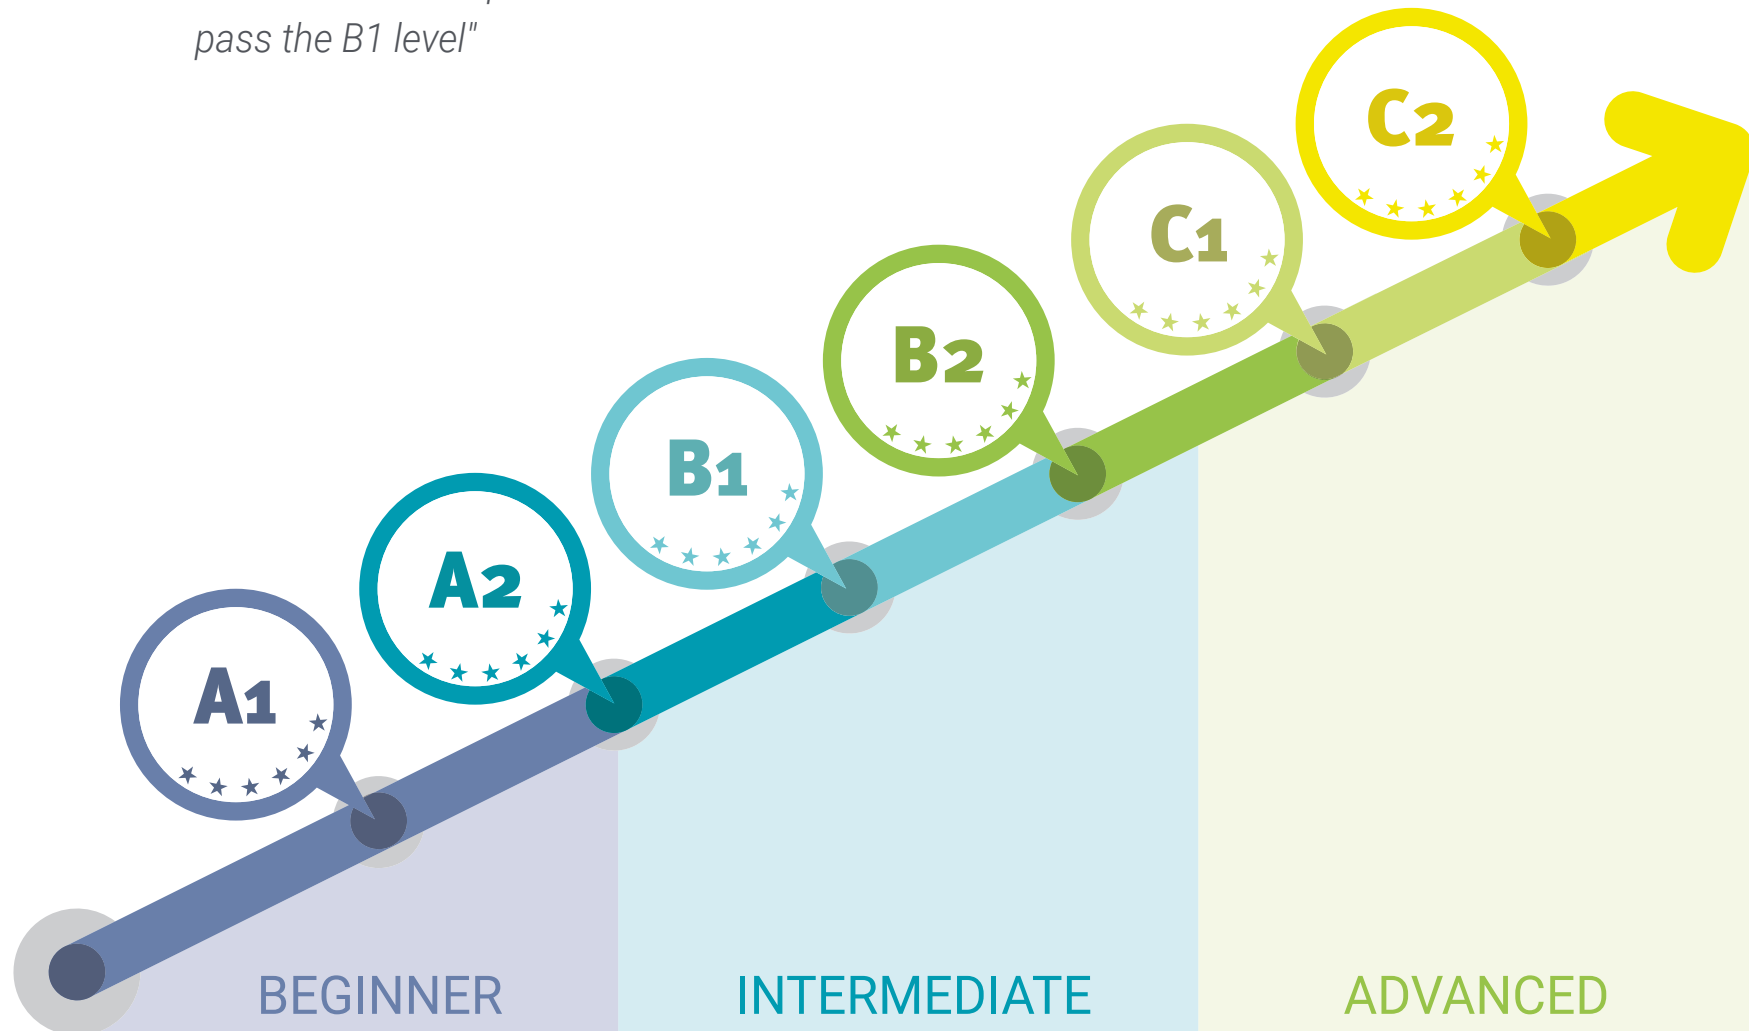 pass the B1 level"
C2
C1
B2
B1
A2
A1
BEGINNER INTERMEDIATE ADVANCED